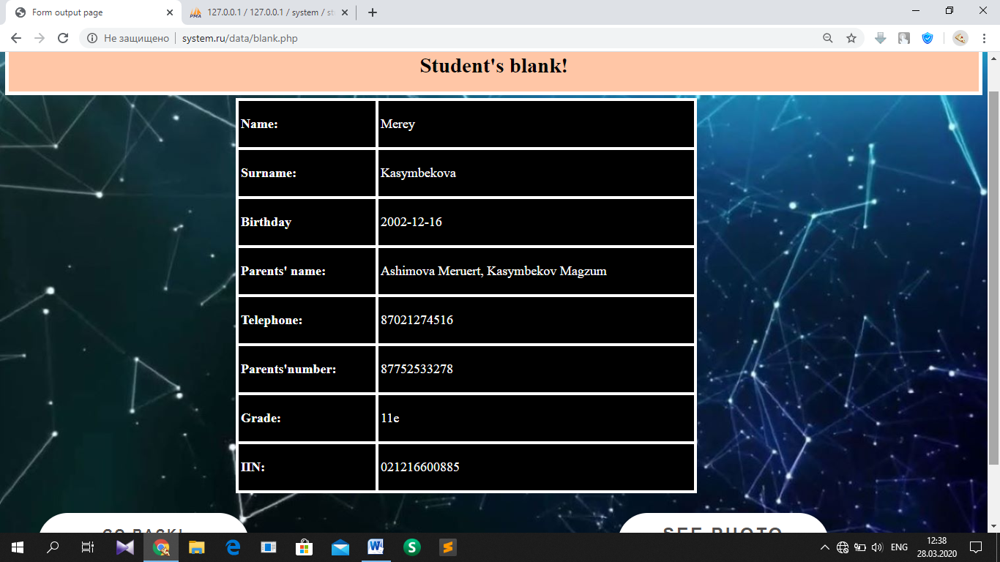 Form output page
127.0.0.1 / 127.0.0.1 / system / st
Не защищено
system.ru/data/blank.php
Student's blank!
Name: Merey
Surname: Kasymbekova
Birthday 2002-12-16
Parents' name: Ashimova Meruert, Kasymbekov Magzum
Telephone: 87021274516
Parents'number: 87752533278
Grade: 11e
IIN: 021216600885
GO BACK!
SEE PHOTO
ENG
12:38
28.03.2020